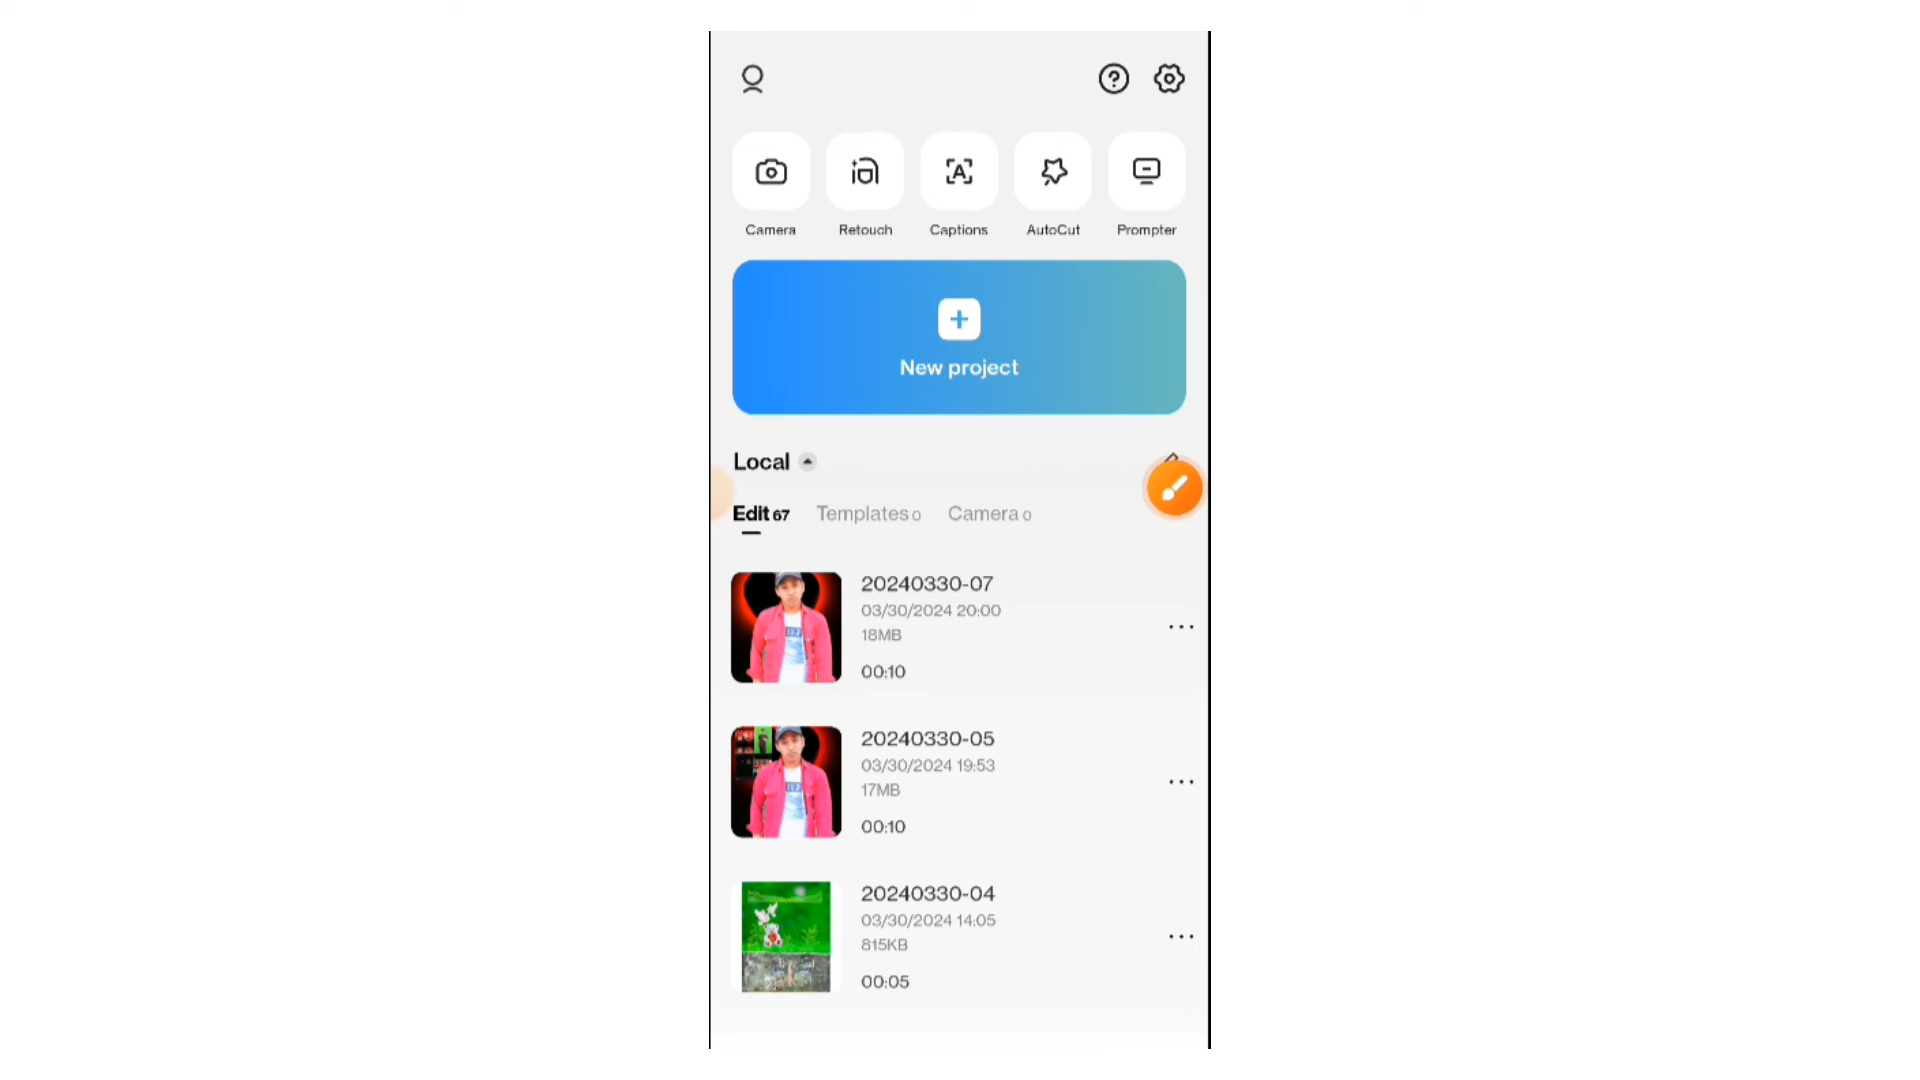 Camera
Retouch
Captions
AutoCut
Prompter
New project
Local
Edit 67
Templates 0
Camera 0
20240330-07
03/30/2024 20:00
18MB
00:10
20240330-05
03/30/2024 19:53
17MB
00:10
20240330-04
03/30/2024 14:05
815KB
00:05